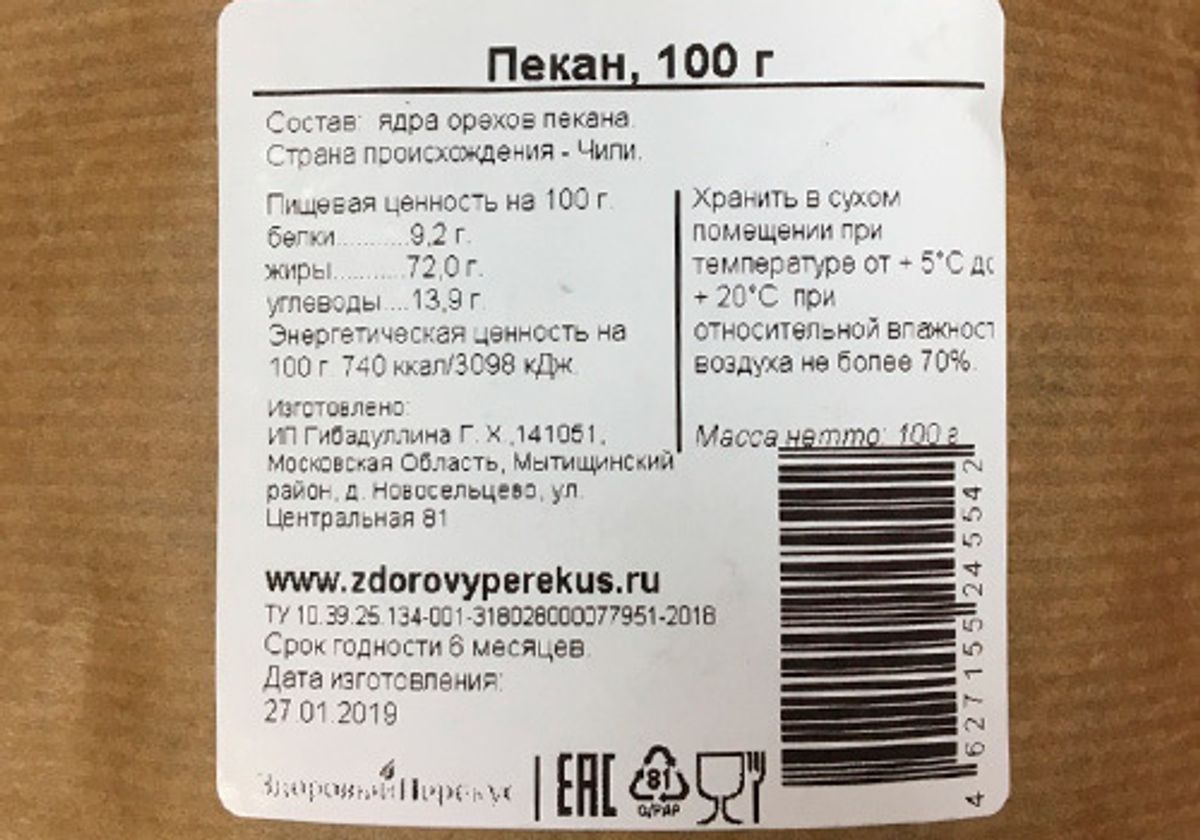 Пекан, 100 г
Состав: ядра орехов пекана.
Страна происхождения - Чили.
Пищевая ценность на 100 г.
белки...........9,2 г.
жиры...........72,0 г.
углеводы....13,9 г.
Энергетическая ценность на
100 г. 740 ккал/3098 кДж.
Хранить в сухом
помещении при
температуре от + 5°C до
+ 20°C при
относительной влажност
воздуха не более 70%.
Изготовлено:
ИП Гибадуллина Г. Х.,141051,
Московская Область, Мытищинский
район, д. Новосельцево, ул.
Центральная 81
Масса нетто: 100 г
www.zdorovyperekus.ru
ТУ 10.39.25.134-001-318028000077951-2018
Срок годности 6 месяцев.
Дата изготовления:
27.01.2019
4 627155 245542
Здоровый Перекус
EAC
81
C/PAP